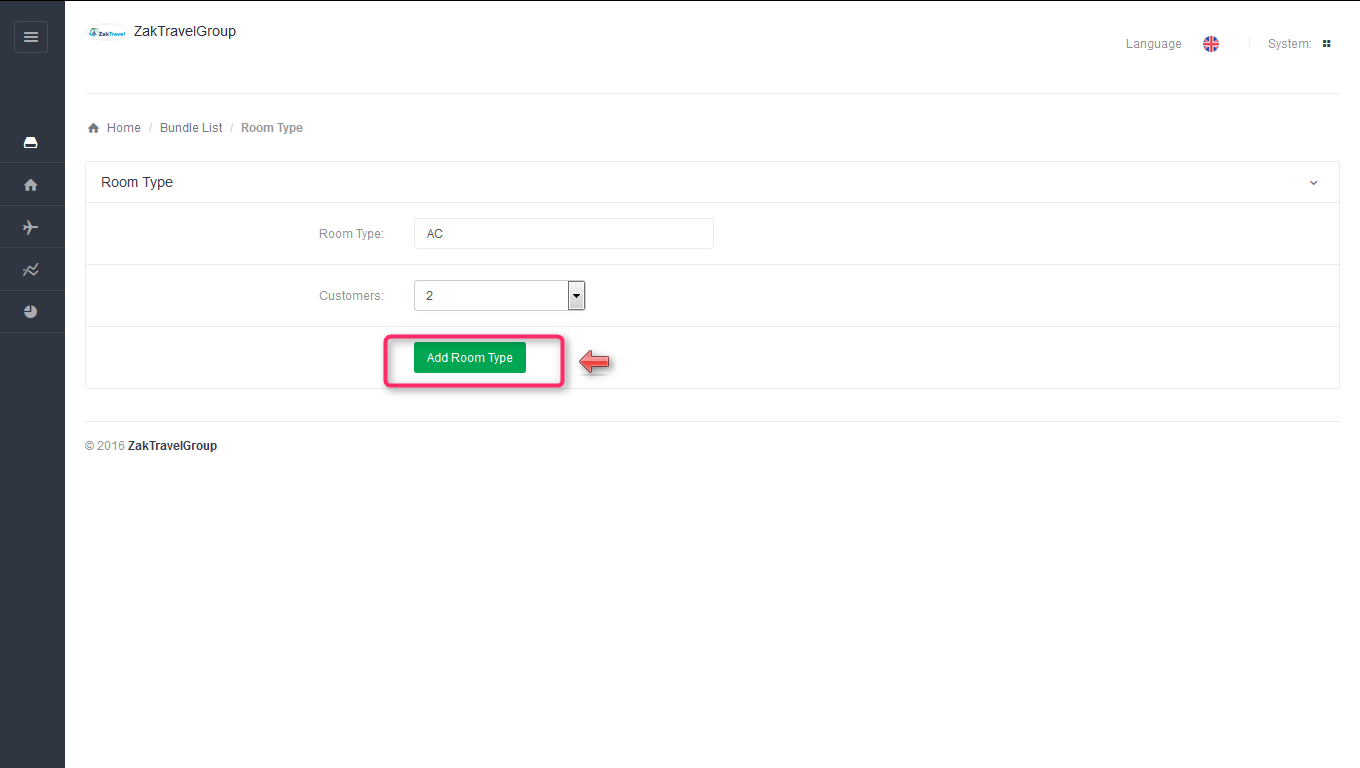 ZakTravel ZakTravelGroup
Language System:
Home / Bundle List / Room Type
Room Type
Room Type: AC
Customers: 2
Add Room Type
© 2016 ZakTravelGroup